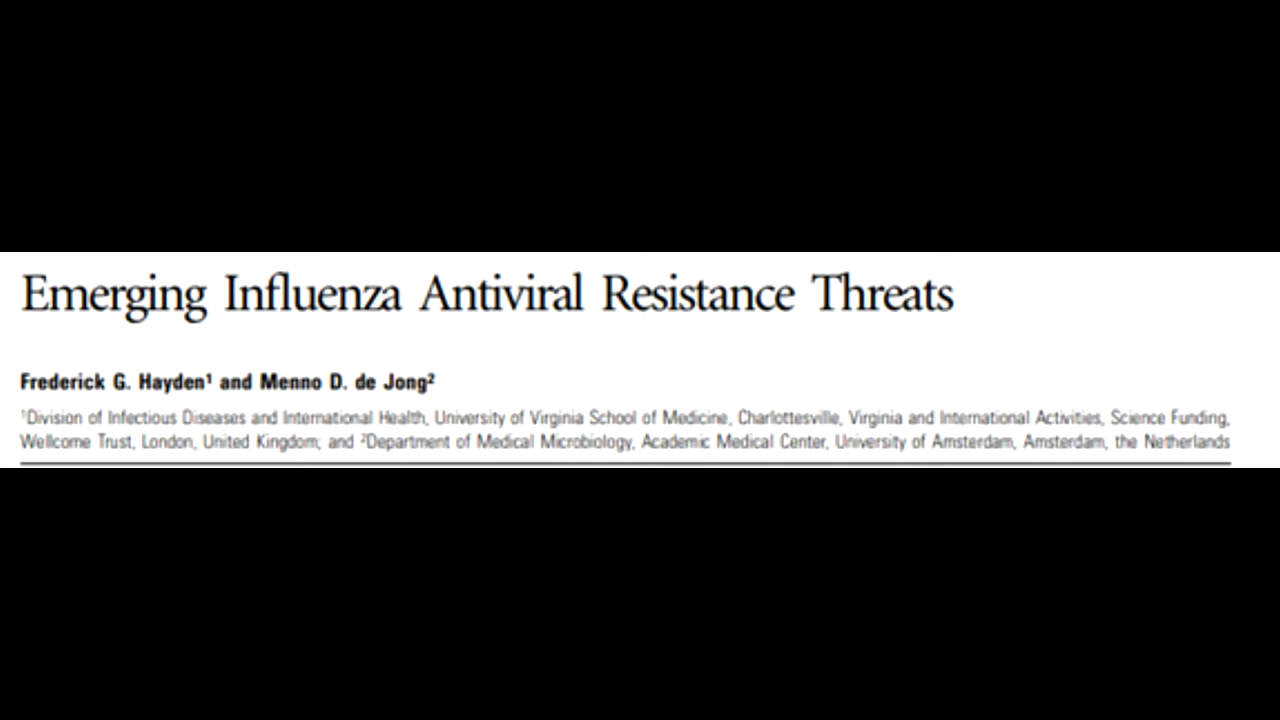 Emerging Influenza Antiviral Resistance Threats
Frederick G. Hayden¹ and Menno D. de Jong²
¹Division of Infectious Diseases and International Health, University of Virginia School of Medicine, Charlottesville, Virginia and International Activities, Science Funding,
Wellcome Trust, London, United Kingdom; and ²Department of Medical Microbiology, Academic Medical Center, University of Amsterdam, Amsterdam, the Netherlands